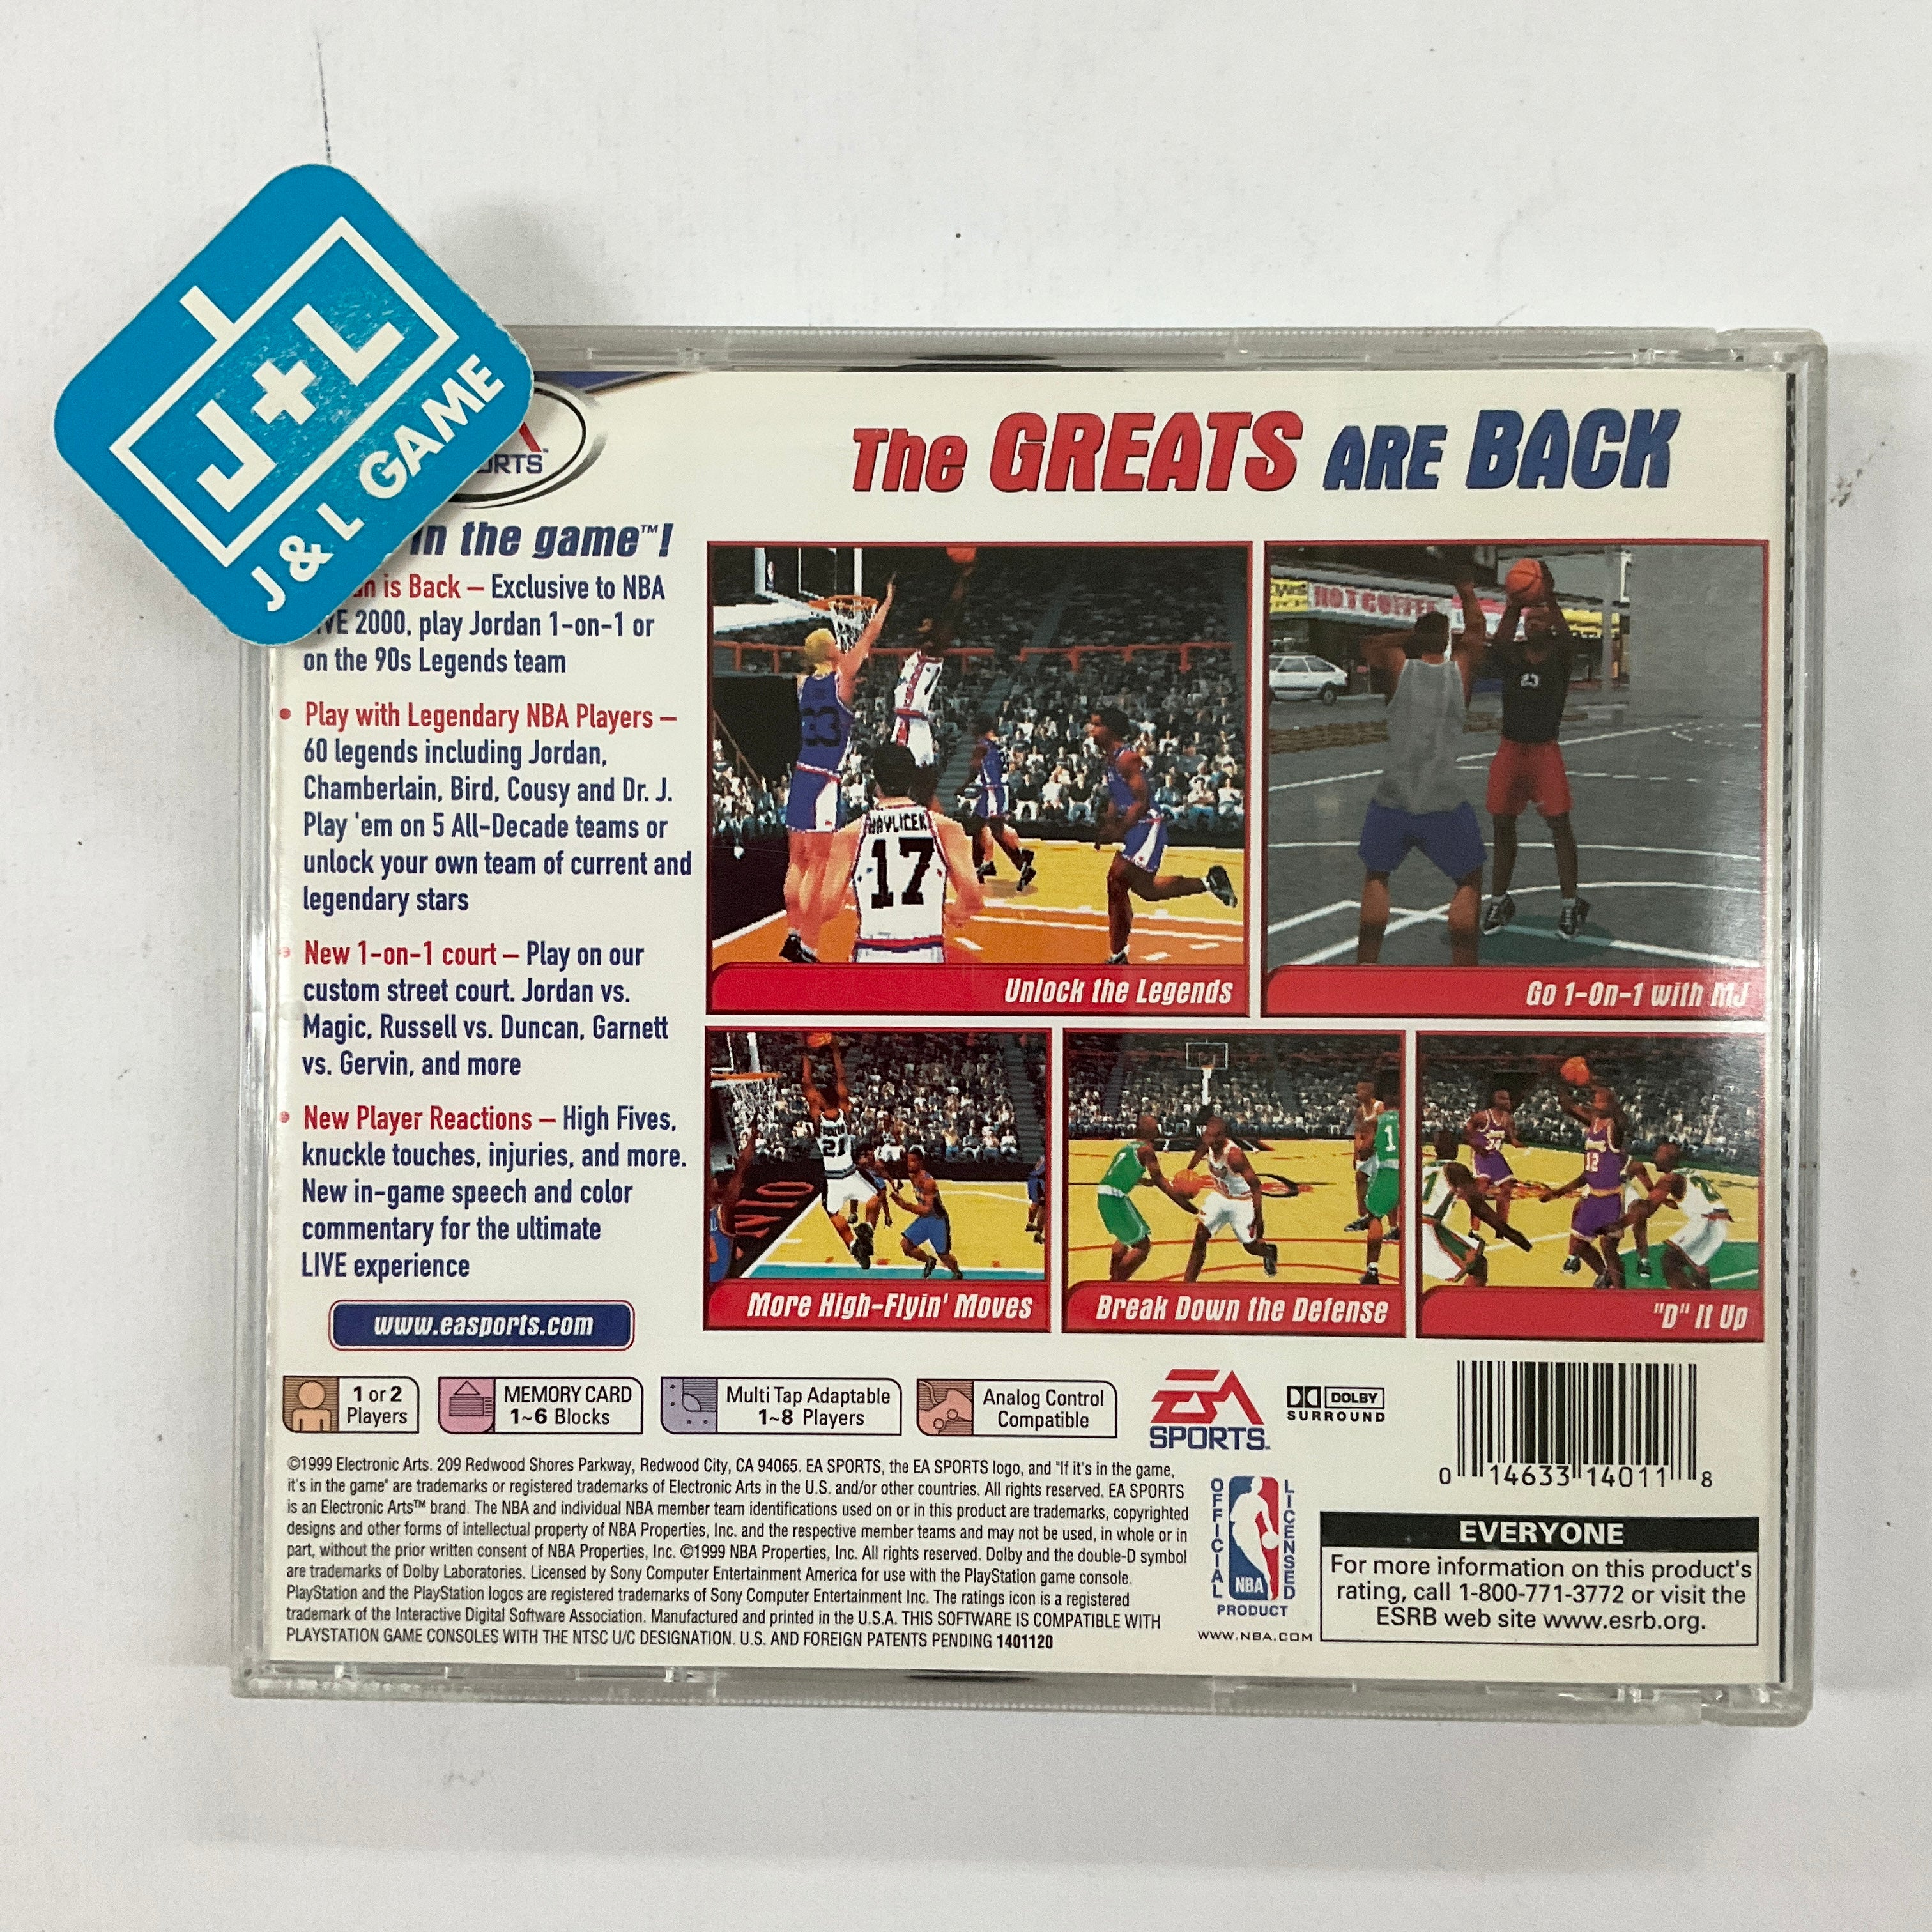 J+L
J & L GAME
The GREATS ARE BACK
in the game™!
is Back – Exclusive to NBA
2000, play Jordan 1-on-1 or
on the 90s Legends team
• Play with Legendary NBA Players –
60 legends including Jordan,
Chamberlain, Bird, Cousy and Dr. J.
Play 'em on 5 All-Decade teams or
unlock your own team of current and
legendary stars
• New 1-on-1 court – Play on our
custom street court. Jordan vs.
Magic, Russell vs. Duncan, Garnett
vs. Gervin, and more
• New Player Reactions – High Fives,
knuckle touches, injuries, and more.
New in-game speech and color
commentary for the ultimate
LIVE experience
www.easports.com
33
HAVLICEK
17
Unlock the Legends
HOT COFFEE
23
Go 1-On-1 with MJ
21
More High-Flyin' Moves
1
Break Down the Defense
34
12
1
2
"D" It Up
1 or 2
Players
MEMORY CARD
1~6 Blocks
Multi Tap Adaptable
1~8 Players
Analog Control
Compatible
EA
SPORTS™
DOLBY
SURROUND
0 14633 14011 8
©1999 Electronic Arts. 209 Redwood Shores Parkway, Redwood City, CA 94065. EA SPORTS, the EA SPORTS logo, and "If it's in the game,
it's in the game" are trademarks or registered trademarks of Electronic Arts in the U.S. and/or other countries. All rights reserved. EA SPORTS
is an Electronic Arts™ brand. The NBA and individual NBA member team identifications used on or in this product are trademarks, copyrighted
designs and other forms of intellectual property of NBA Properties, Inc. and the respective member teams and may not be used, in whole or in
part, without the prior written consent of NBA Properties, Inc. ©1999 NBA Properties, Inc. All rights reserved. Dolby and the double-D symbol
are trademarks of Dolby Laboratories. Licensed by Sony Computer Entertainment America for use with the PlayStation game console.
PlayStation and the PlayStation logos are registered trademarks of Sony Computer Entertainment Inc. The ratings icon is a registered
trademark of the Interactive Digital Software Association. Manufactured and printed in the U.S.A. THIS SOFTWARE IS COMPATIBLE WITH
PLAYSTATION GAME CONSOLES WITH THE NTSC U/C DESIGNATION. U.S. AND FOREIGN PATENTS PENDING 1401120
OFFICIAL
LICENSED
NBA
PRODUCT
WWW.NBA.COM
EVERYONE
For more information on this product's
rating, call 1-800-771-3772 or visit the
ESRB web site www.esrb.org.